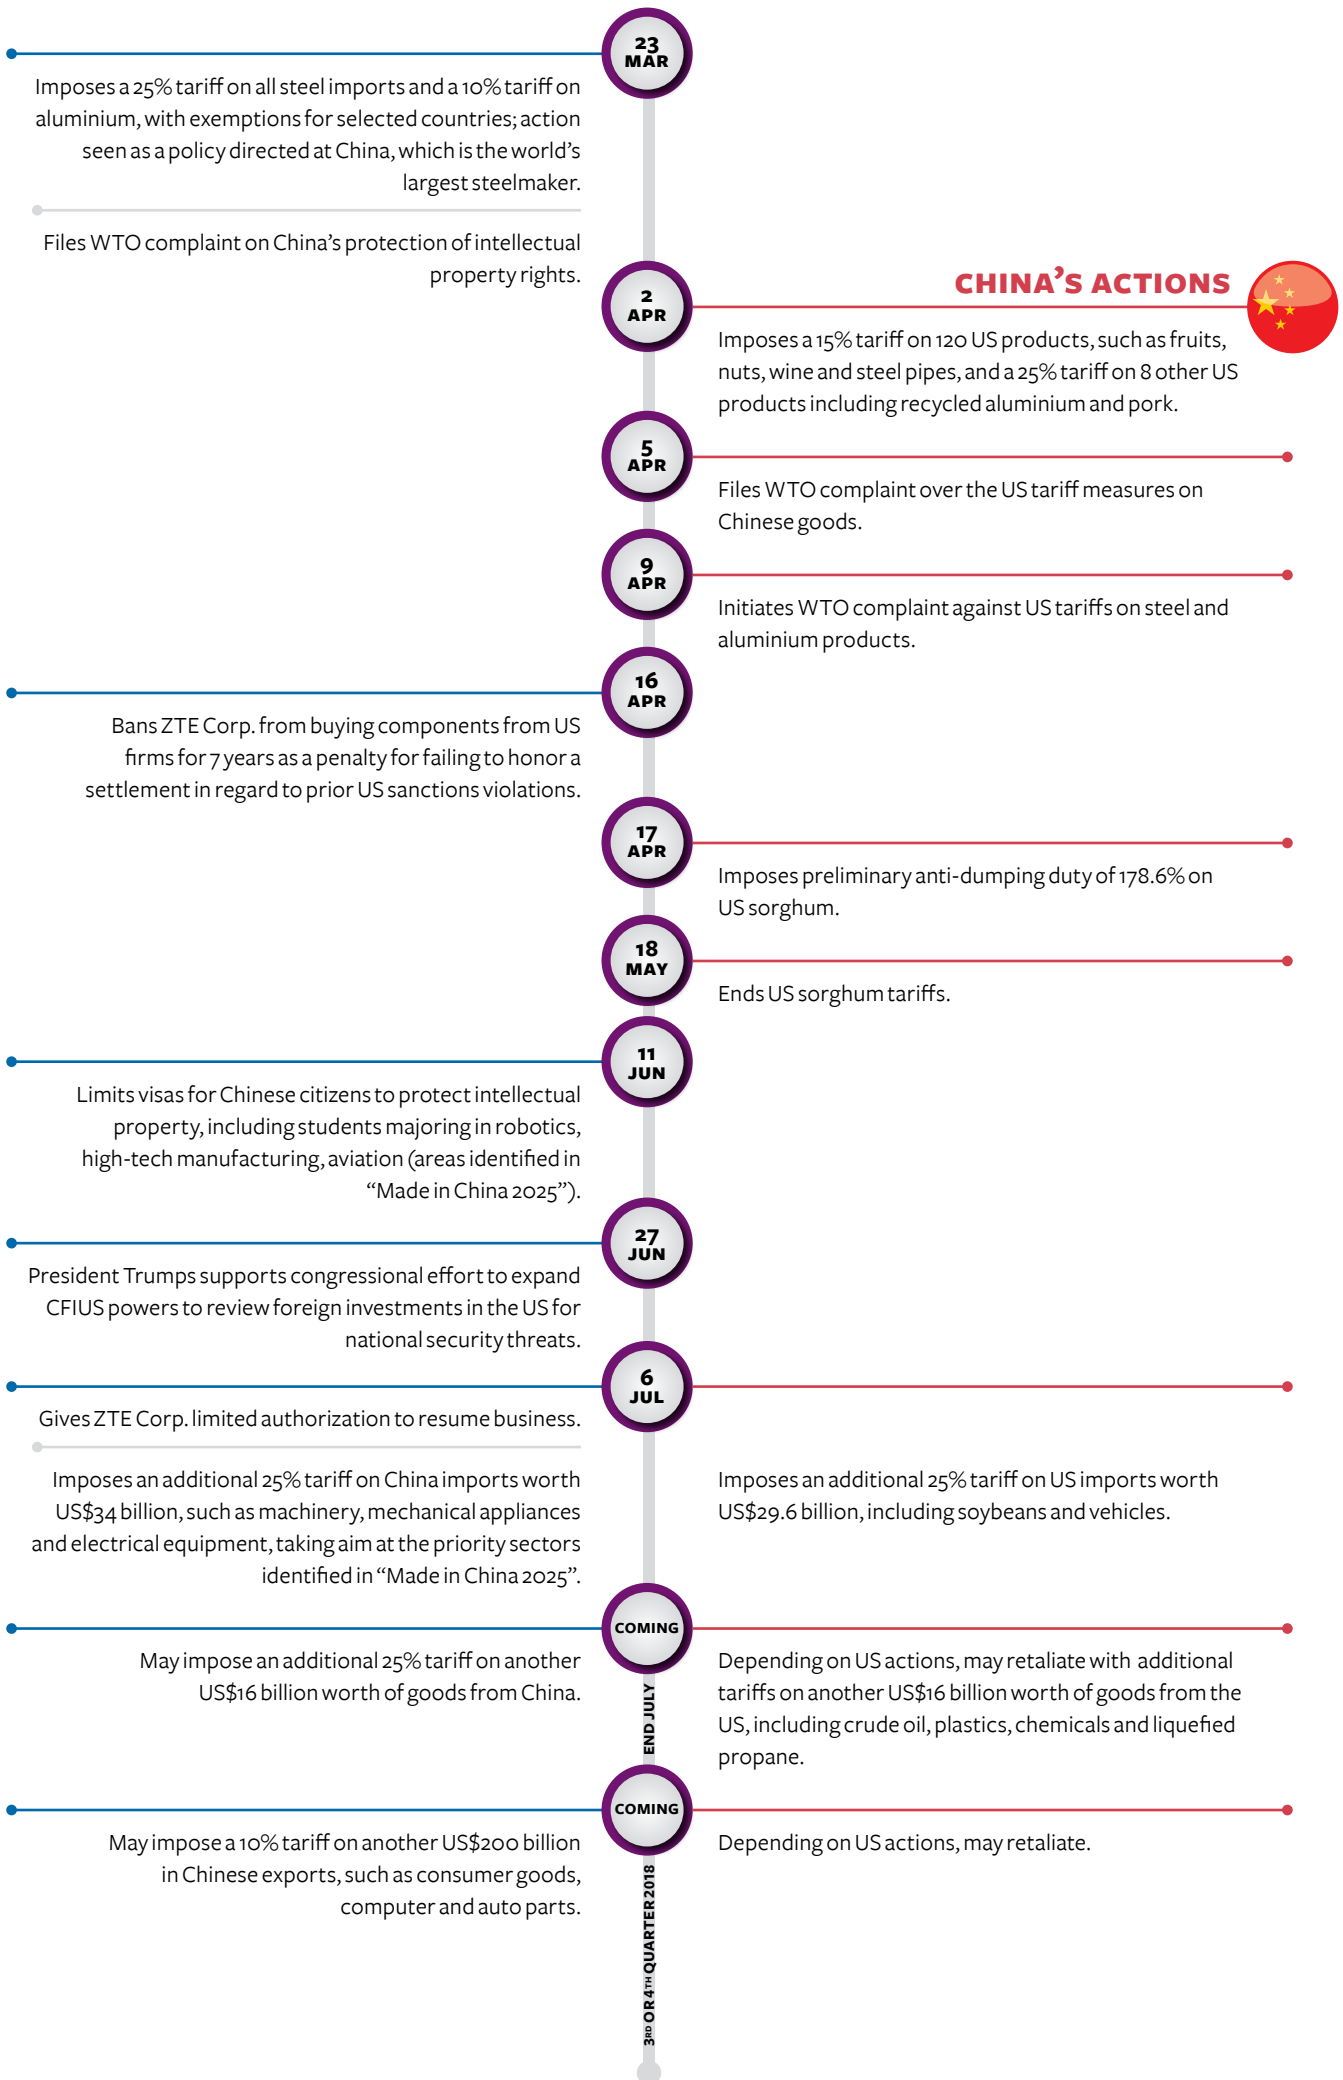 23
MAR
Imposes a 25% tariff on all steel imports and a 10% tariff on
aluminium, with exemptions for selected countries; action
seen as a policy directed at China, which is the world’s
largest steelmaker.
Files WTO complaint on China’s protection of intellectual
property rights.
CHINA’S ACTIONS
2
APR
Imposes a 15% tariff on 120 US products, such as fruits,
nuts, wine and steel pipes, and a 25% tariff on 8 other US
products including recycled aluminium and pork.
5
APR
Files WTO complaint over the US tariff measures on
Chinese goods.
9
APR
Initiates WTO complaint against US tariffs on steel and
aluminium products.
16
APR
Bans ZTE Corp. from buying components from US
firms for 7 years as a penalty for failing to honor a
settlement in regard to prior US sanctions violations.
17
APR
Imposes preliminary anti-dumping duty of 178.6% on
US sorghum.
18
MAY
Ends US sorghum tariffs.
11
JUN
Limits visas for Chinese citizens to protect intellectual
property, including students majoring in robotics,
high-tech manufacturing, aviation (areas identified in
“Made in China 2025”).
27
JUN
President Trumps supports congressional effort to expand
CFIUS powers to review foreign investments in the US for
national security threats.
6
JUL
Gives ZTE Corp. limited authorization to resume business.
Imposes an additional 25% tariff on China imports worth
US$34 billion, such as machinery, mechanical appliances
and electrical equipment, taking aim at the priority sectors
identified in “Made in China 2025”.
Imposes an additional 25% tariff on US imports worth
US$29.6 billion, including soybeans and vehicles.
COMING
END JULY
May impose an additional 25% tariff on another
US$16 billion worth of goods from China.
Depending on US actions, may retaliate with additional
tariffs on another US$16 billion worth of goods from the
US, including crude oil, plastics, chemicals and liquefied
propane.
COMING
3RD OR 4TH QUARTER 2018
May impose a 10% tariff on another US$200 billion
in Chinese exports, such as consumer goods,
computer and auto parts.
Depending on US actions, may retaliate.